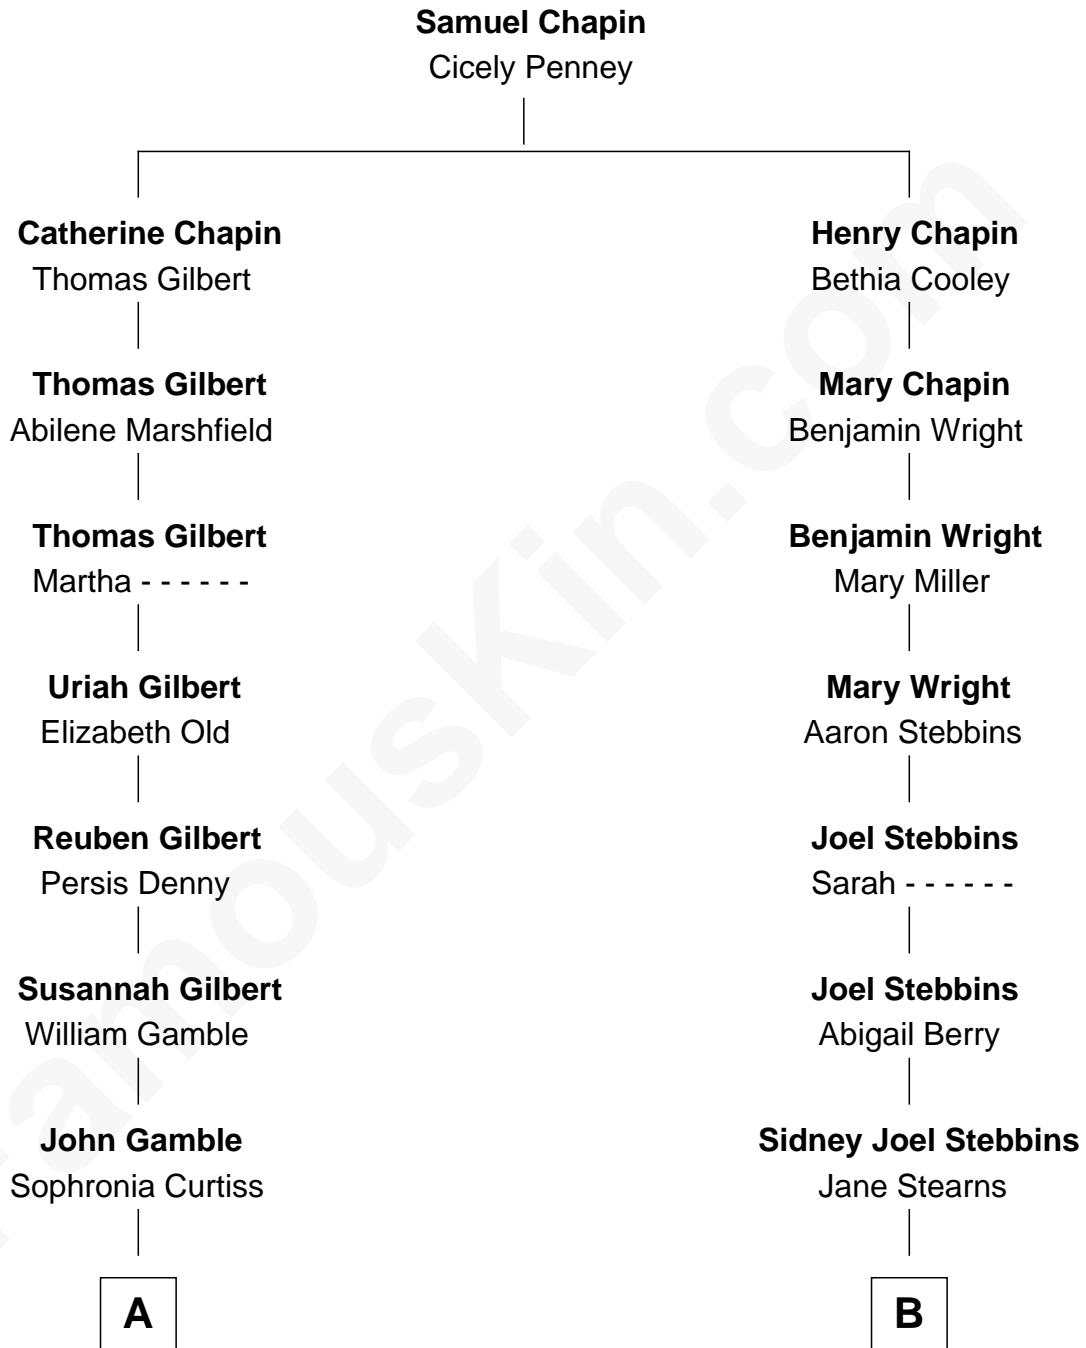 Samuel Chapin
Cicely Penney
Catherine Chapin
Thomas Gilbert
Henry Chapin
Bethia Cooley
Thomas Gilbert
Abilene Marshfield
Mary Chapin
Benjamin Wright
Thomas Gilbert
Martha - - - - - -
Benjamin Wright
Mary Miller
Uriah Gilbert
Elizabeth Old
Mary Wright
Aaron Stebbins
Reuben Gilbert
Persis Denny
Joel Stebbins
Sarah - - - - - -
Susannah Gilbert
William Gamble
Joel Stebbins
Abigail Berry
John Gamble
Sophronia Curtiss
Sidney Joel Stebbins
Jane Stearns
A
B
FamousKin.com